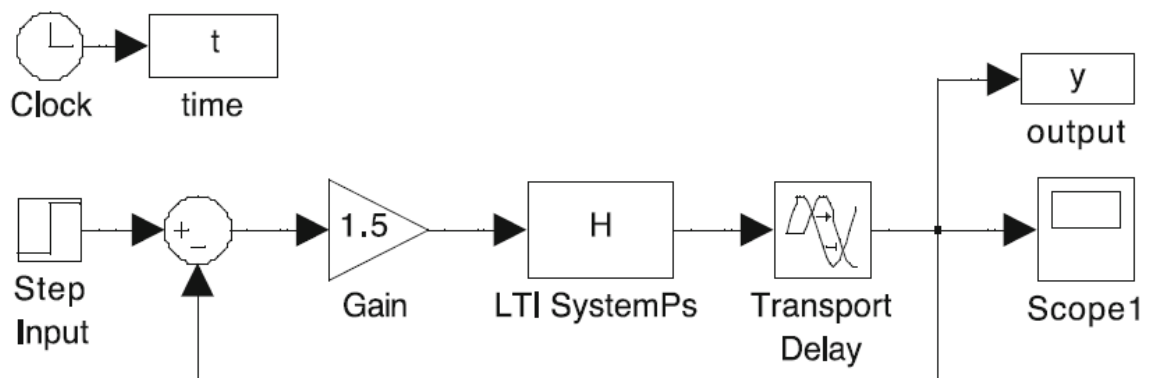 t
Clock
time
y
output
+
−
1.5
H
Step
Input
Gain
LTI SystemPs
Transport
Delay
Scope1